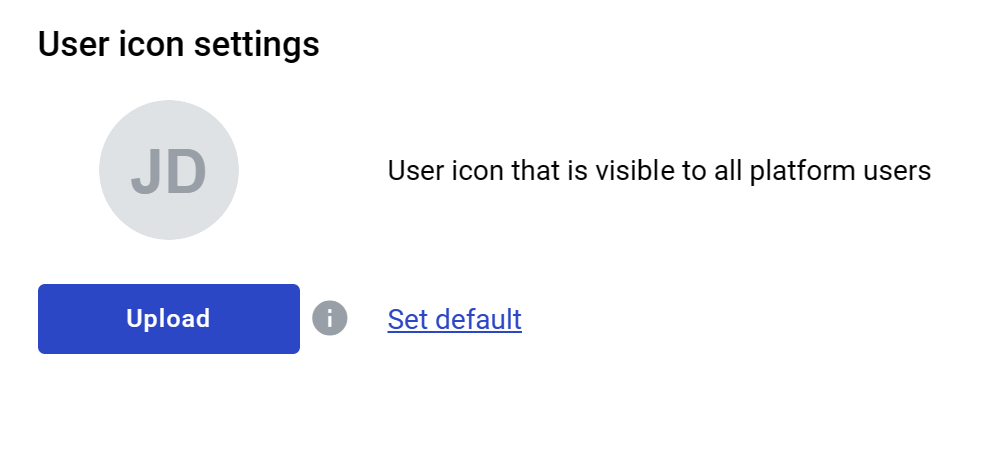 User icon settings
JD
User icon that is visible to all platform users
Upload
i
Set default